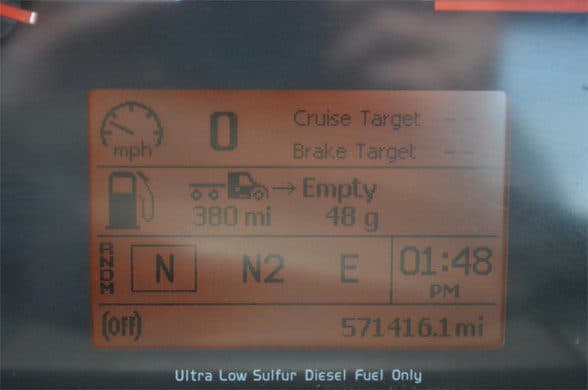 mph 0 Cruise Target --
Brake Target --
→ Empty
380 mi 48 g
N N2 E 01:48
PM
(OFF) 571416.1 mi
Ultra Low Sulfur Diesel Fuel Only